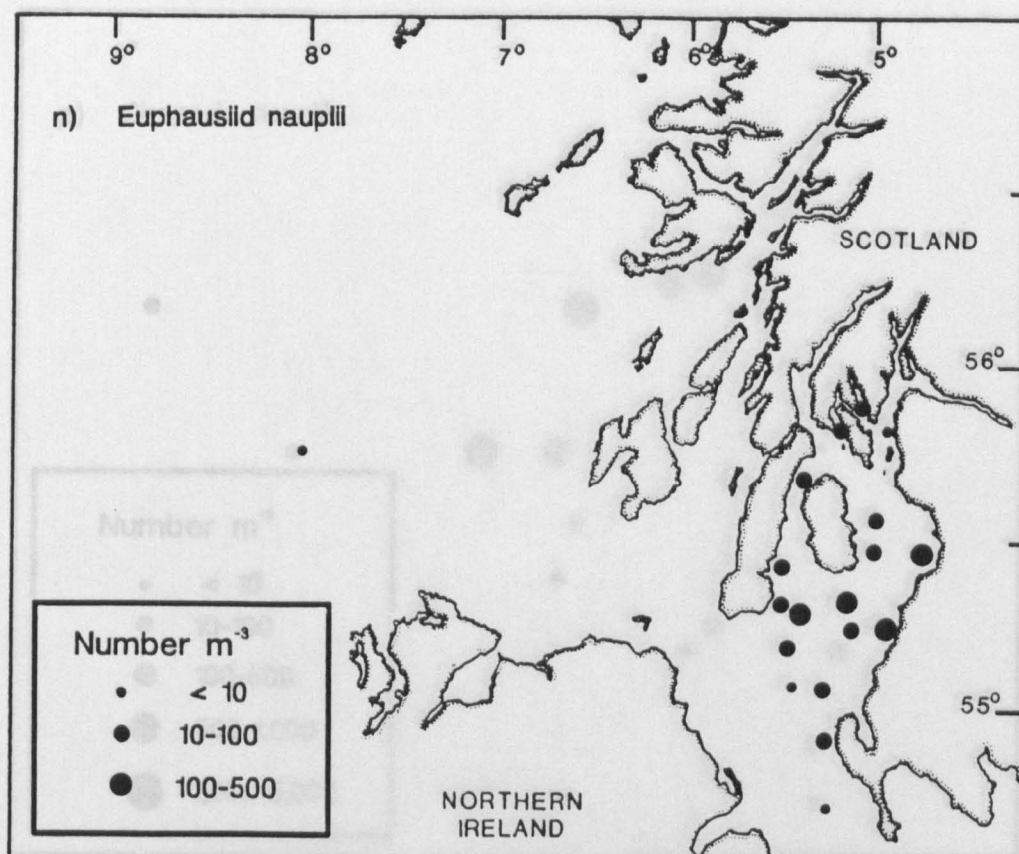 9° 8° 7° 6° 5°
n) Euphausiid nauplii
SCOTLAND
56°
Number m⁻³
< 10
10-100
100-500
55°
NORTHERN
IRELAND